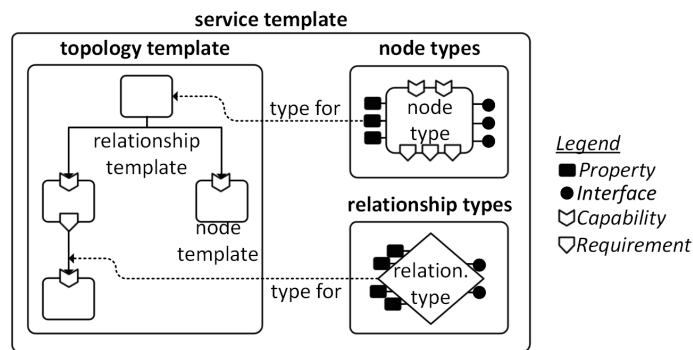 service template
topology template
node types
type for
node
type
relationship
template
node
template
relationship types
type for
relation.
type
Legend
Property
Interface
Capability
Requirement